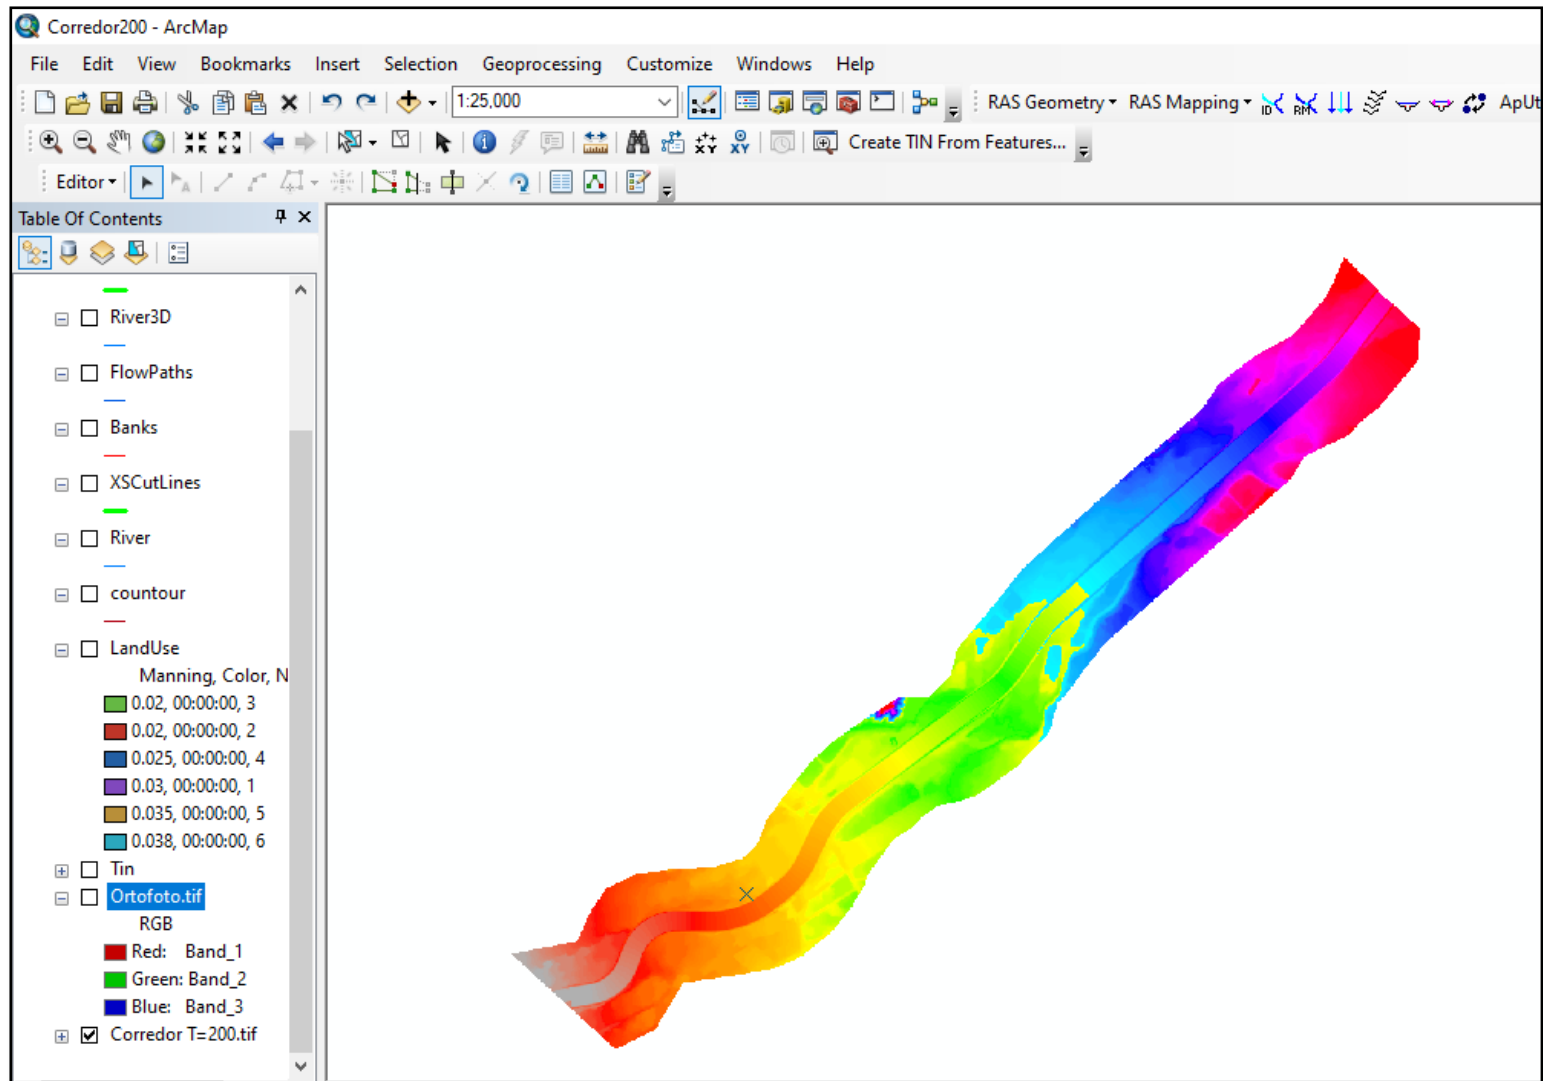 Corredor200 - ArcMap
File Edit View Bookmarks Insert Selection Geoprocessing Customize Windows Help
1:25,000 RAS Geometry RAS Mapping ID RM ApUt
XY XY Create TIN From Features...
Editor
Table Of Contents
River3D
FlowPaths
Banks
XSCutLines
River
countour
LandUse
Manning, Color, N
0.02, 00:00:00, 3
0.02, 00:00:00, 2
0.025, 00:00:00, 4
0.03, 00:00:00, 1
0.035, 00:00:00, 5
0.038, 00:00:00, 6
Tin
Ortofoto.tif
RGB
Red: Band_1
Green: Band_2
Blue: Band_3
Corredor T=200.tif